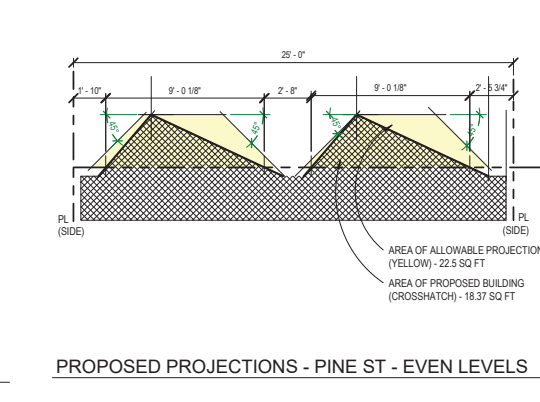 25' - 0"
1' - 10"
9' - 0 1/8"
2' - 8"
9' - 0 1/8"
2' - 5 3/4"
45°
45°
45°
45°
PL
(SIDE)
PL
(SIDE)
AREA OF ALLOWABLE PROJECTION
(YELLOW) - 22.5 SQ FT
AREA OF PROPOSED BUILDING
(CROSSHATCH) - 18.37 SQ FT
PROPOSED PROJECTIONS - PINE ST - EVEN LEVELS